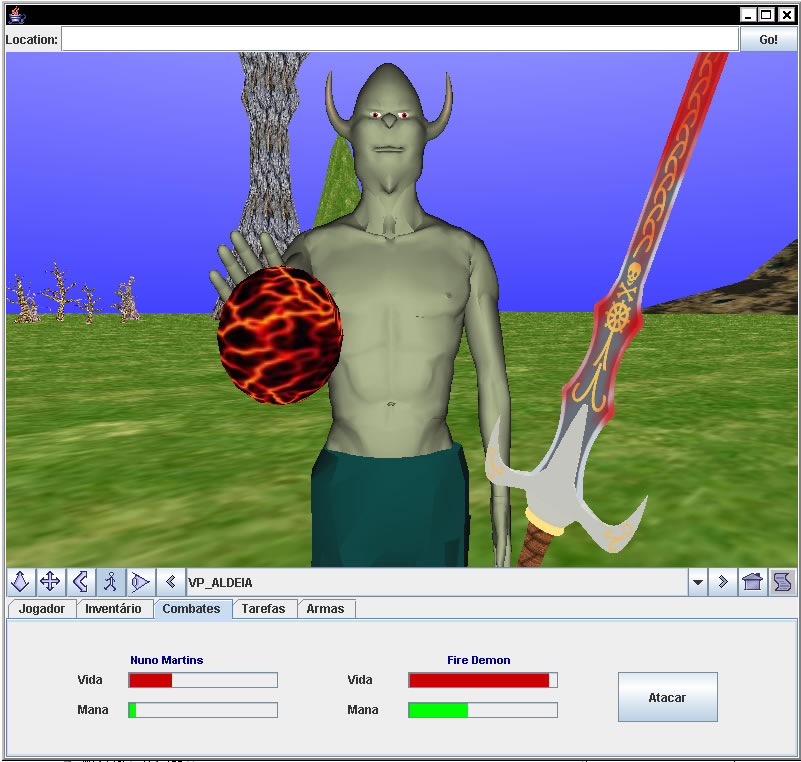 Location: Go!
VP_ALDEIA
Jogador Inventário Combates Tarefas Armas
Nuno Martins Fire Demon
Vida Vida
Mana Mana
Atacar